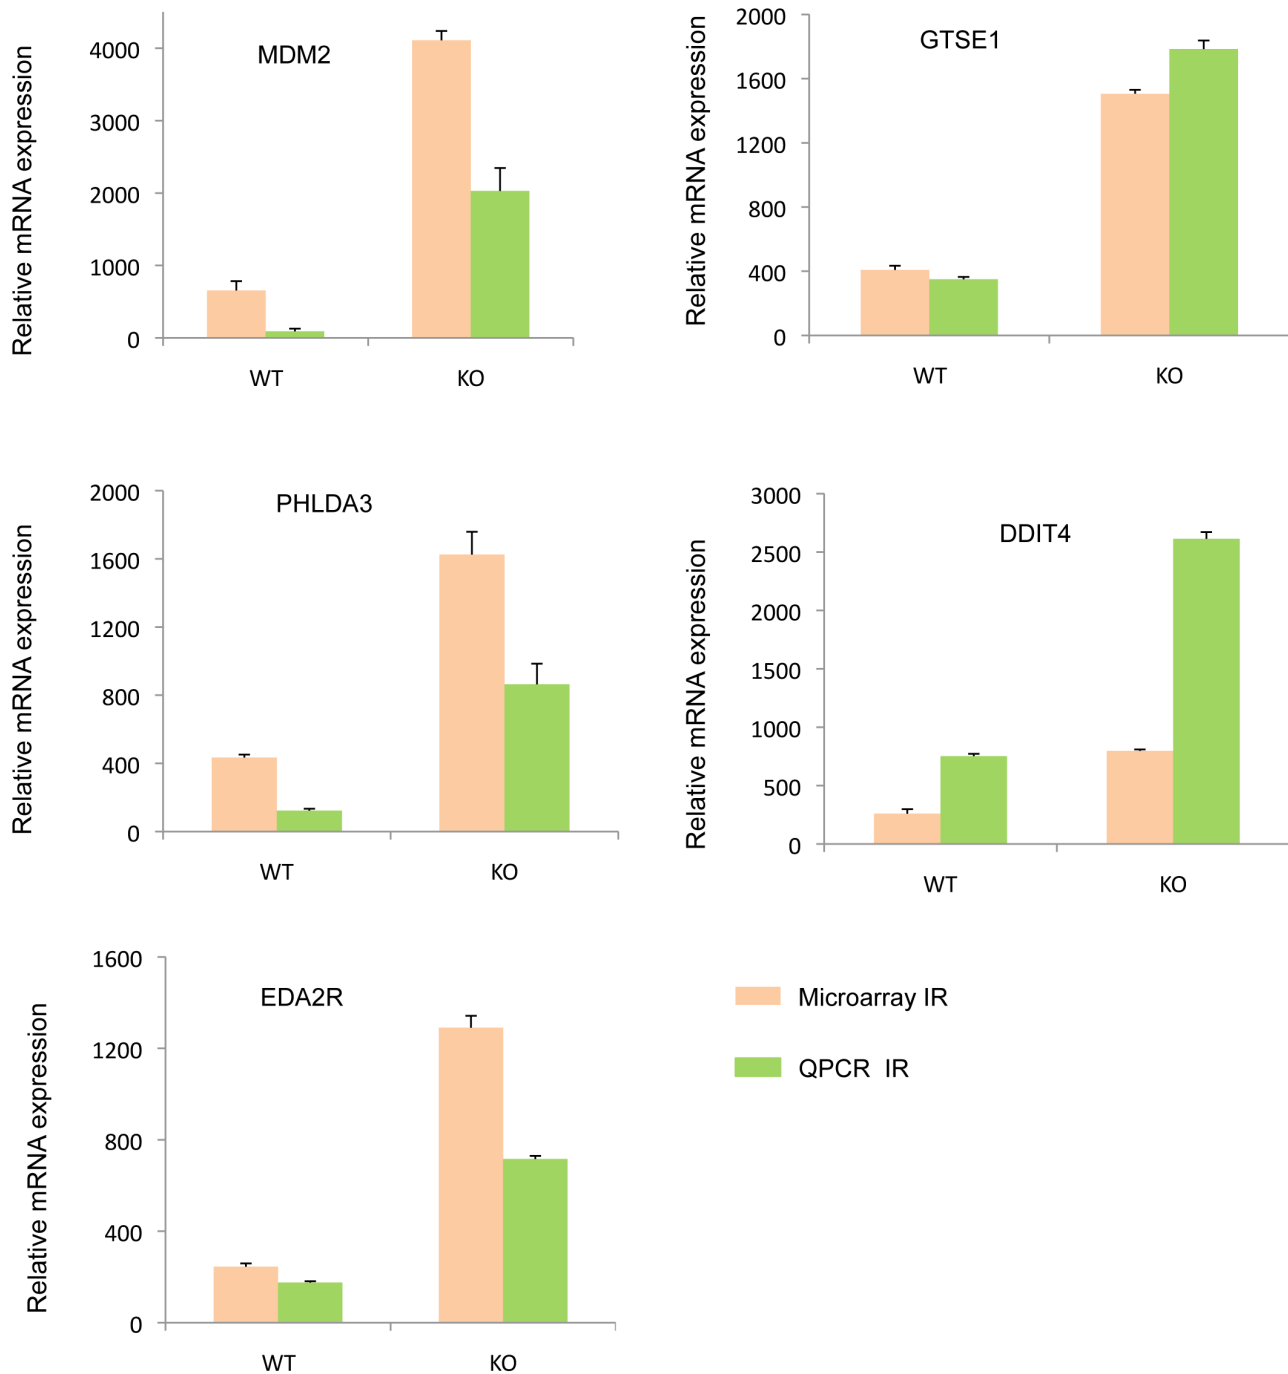 MDM2
Relative mRNA expression
4000
3000
2000
1000
0
WT
KO
GTSE1
Relative mRNA expression
2000
1600
1200
800
400
0
WT
KO
PHLDA3
Relative mRNA expression
2000
1600
1200
800
400
0
WT
KO
DDIT4
Relative mRNA expression
3000
2500
2000
1500
1000
500
0
WT
KO
EDA2R
Relative mRNA expression
1600
1200
800
400
0
WT
KO
Microarray IR
QPCR IR